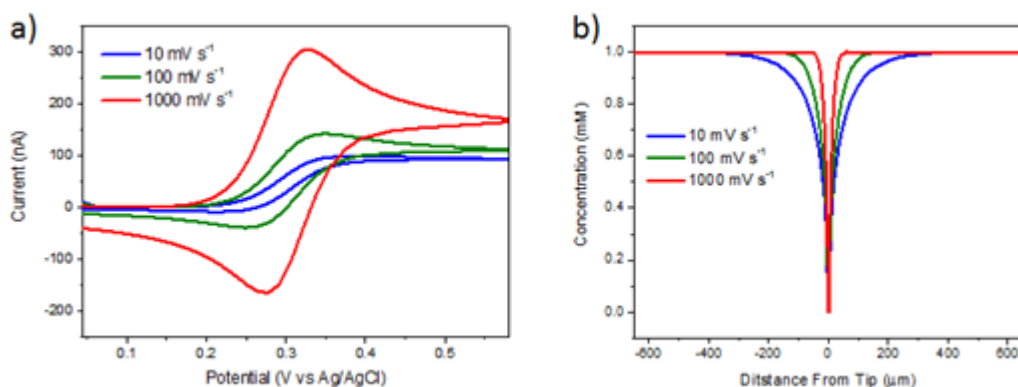 a)
300
200
100
0
-100
-200
Current (nA)
10 mV s⁻¹
100 mV s⁻¹
1000 mV s⁻¹
0.1 0.2 0.3 0.4 0.5
Potential (V vs Ag/AgCl)
b)
1.0
0.8
0.6
0.4
0.2
0.0
Concentration (mM)
10 mV s⁻¹
100 mV s⁻¹
1000 mV s⁻¹
-600 -400 -200 0 200 400 600
Ditstance From Tip (µm)